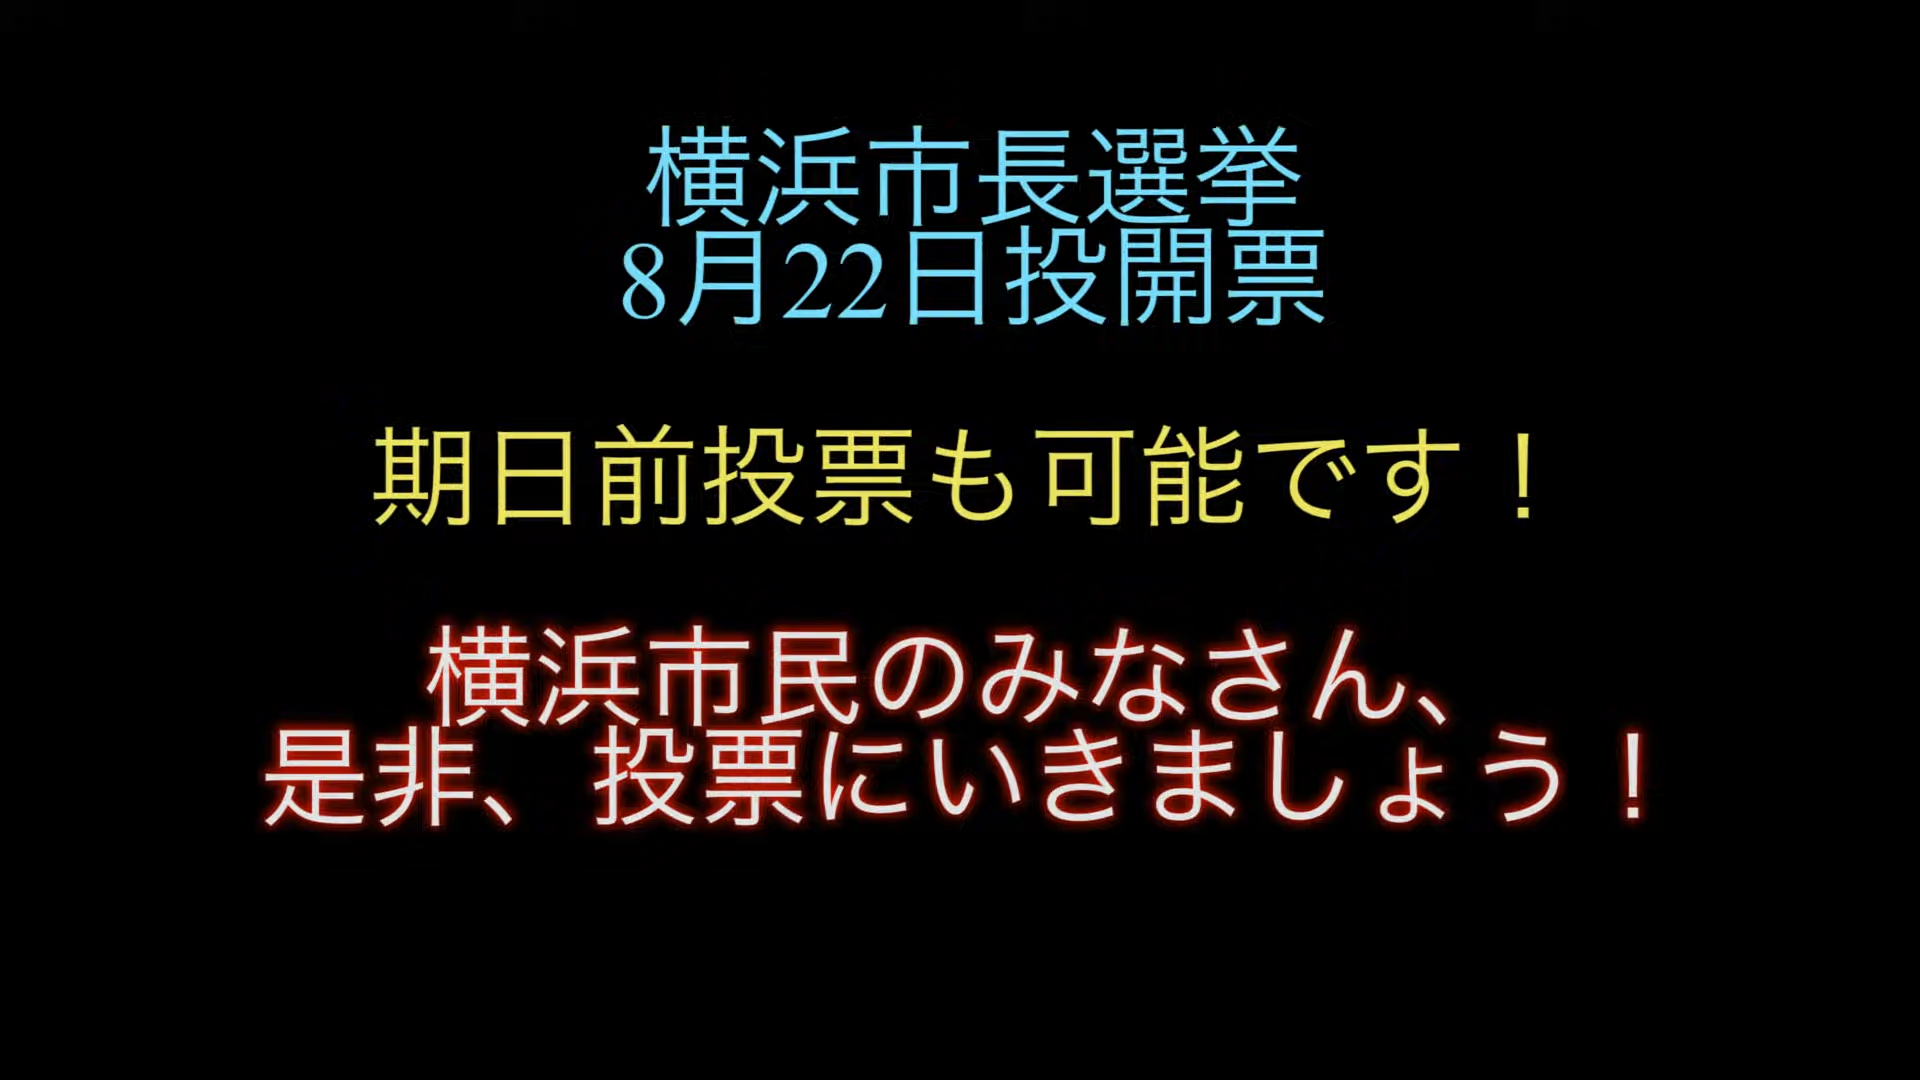 横浜市長選挙
8月22日投開票
期日前投票も可能です！
横浜市民のみなさん、
是非、投票にいきましょう！